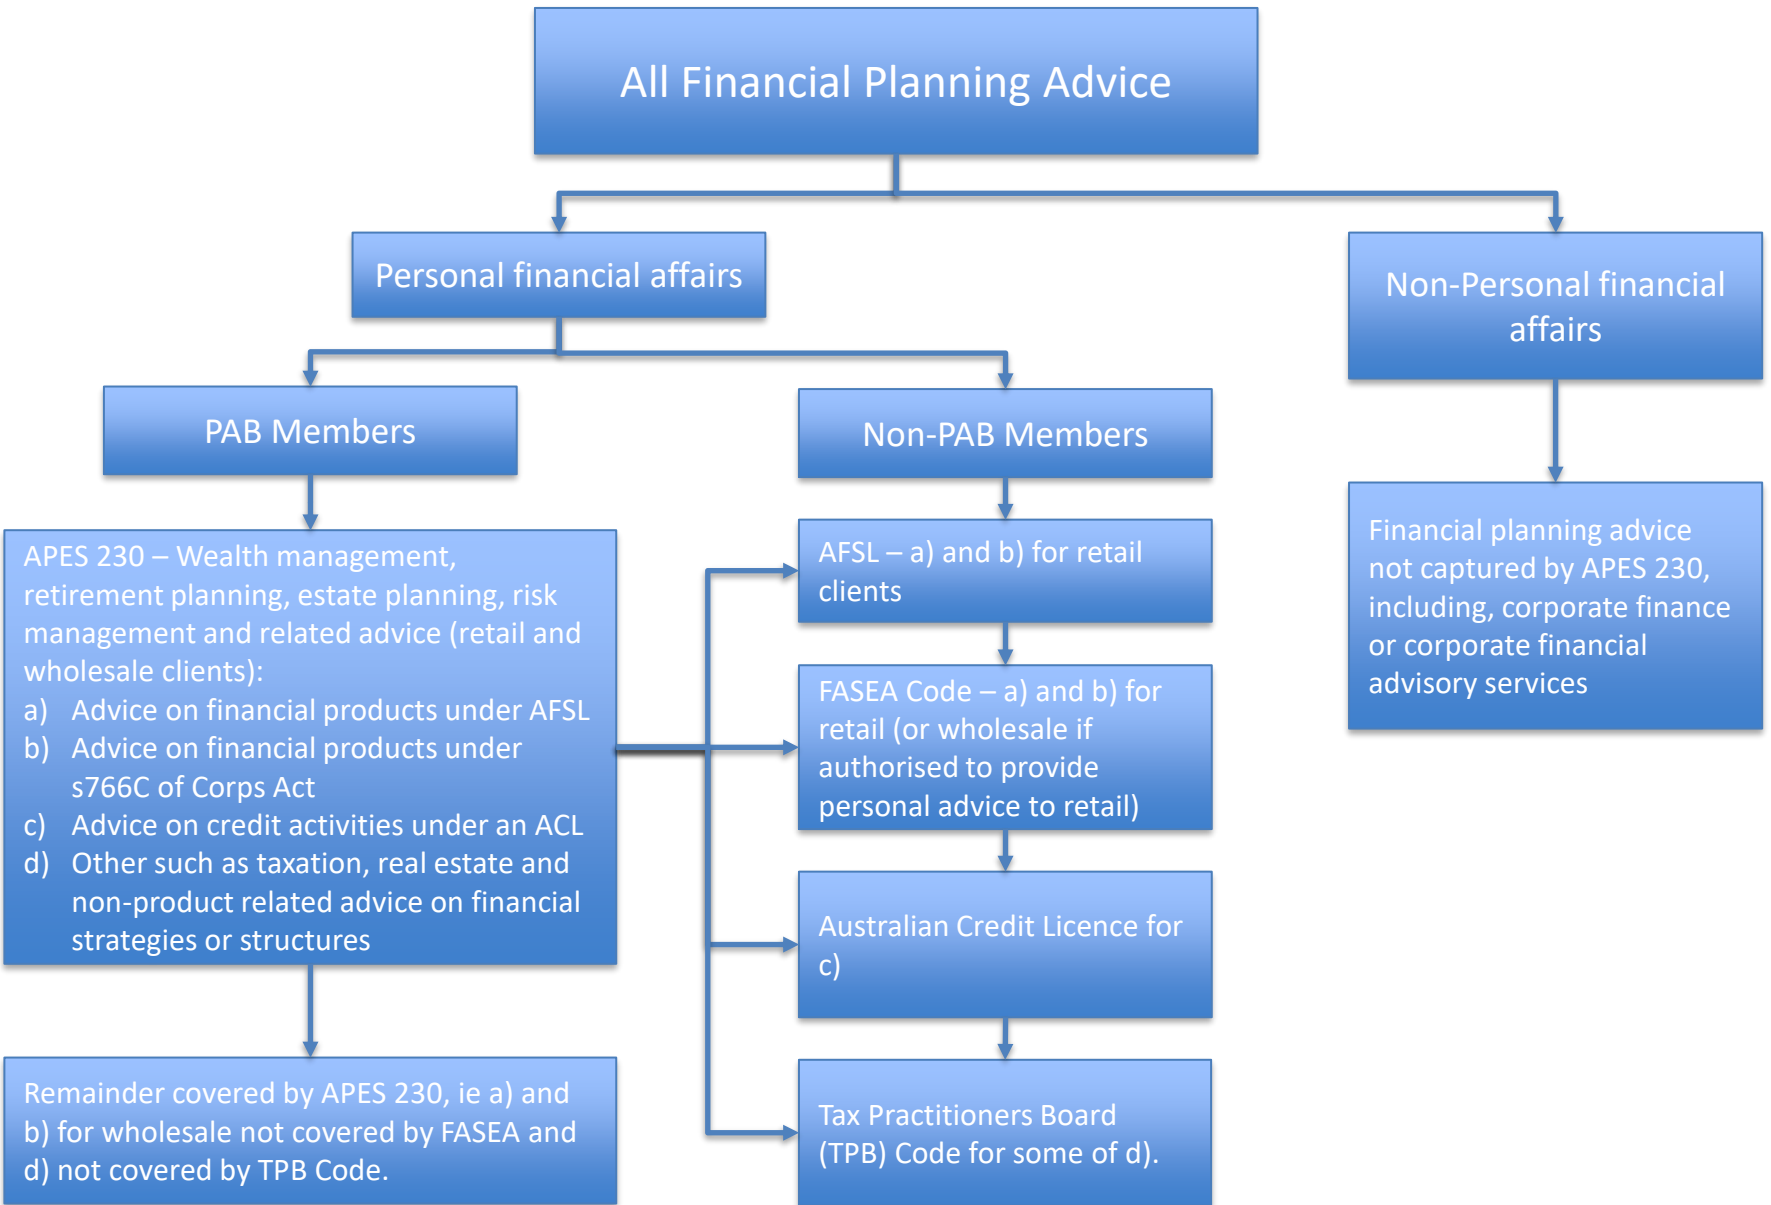 All Financial Planning Advice
Personal financial affairs
Non-Personal financial
affairs
PAB Members
Non-PAB Members
APES 230 – Wealth management,
retirement planning, estate planning, risk
management and related advice (retail and
wholesale clients):
a) Advice on financial products under AFSL
b) Advice on financial products under
s766C of Corps Act
c) Advice on credit activities under an ACL
d) Other such as taxation, real estate and
non-product related advice on financial
strategies or structures
AFSL – a) and b) for retail
clients
Financial planning advice
not captured by APES 230,
including, corporate finance
or corporate financial
advisory services
FASEA Code – a) and b) for
retail (or wholesale if
authorised to provide
personal advice to retail)
Australian Credit Licence for
c)
Remainder covered by APES 230, ie a) and
b) for wholesale not covered by FASEA and
d) not covered by TPB Code.
Tax Practitioners Board
(TPB) Code for some of d).